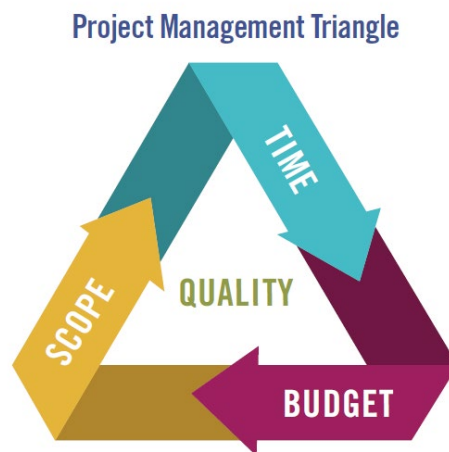 Project Management Triangle
TIME
QUALITY
SCOPE
BUDGET